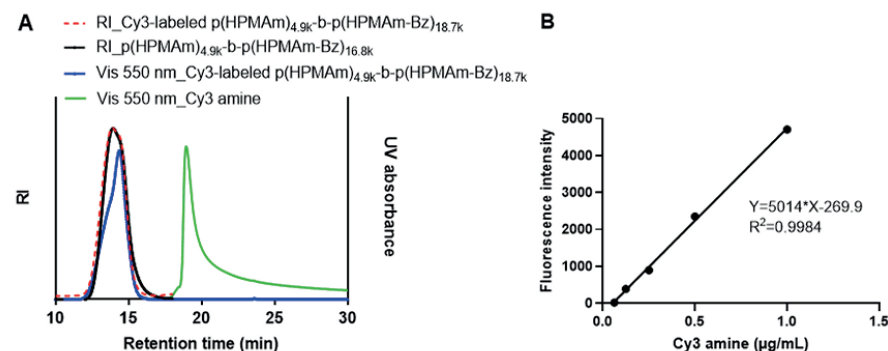 A
RI_Cy3-labeled p(HPMAm)4.9k-b-p(HPMAm-Bz)18.7k
RI_p(HPMAm)4.9k-b-p(HPMAm-Bz)16.8k
Vis 550 nm_Cy3-labeled p(HPMAm)4.9k-b-p(HPMAm-Bz)18.7k
Vis 550 nm_Cy3 amine
RI
UV absorbance
10 15 20 25 30
Retention time (min)
B
Fluorescence intensity
5000
4000
3000
2000
1000
0
Y=5014*X-269.9
R2=0.9984
0.0 0.5 1.0 1.5
Cy3 amine (µg/mL)